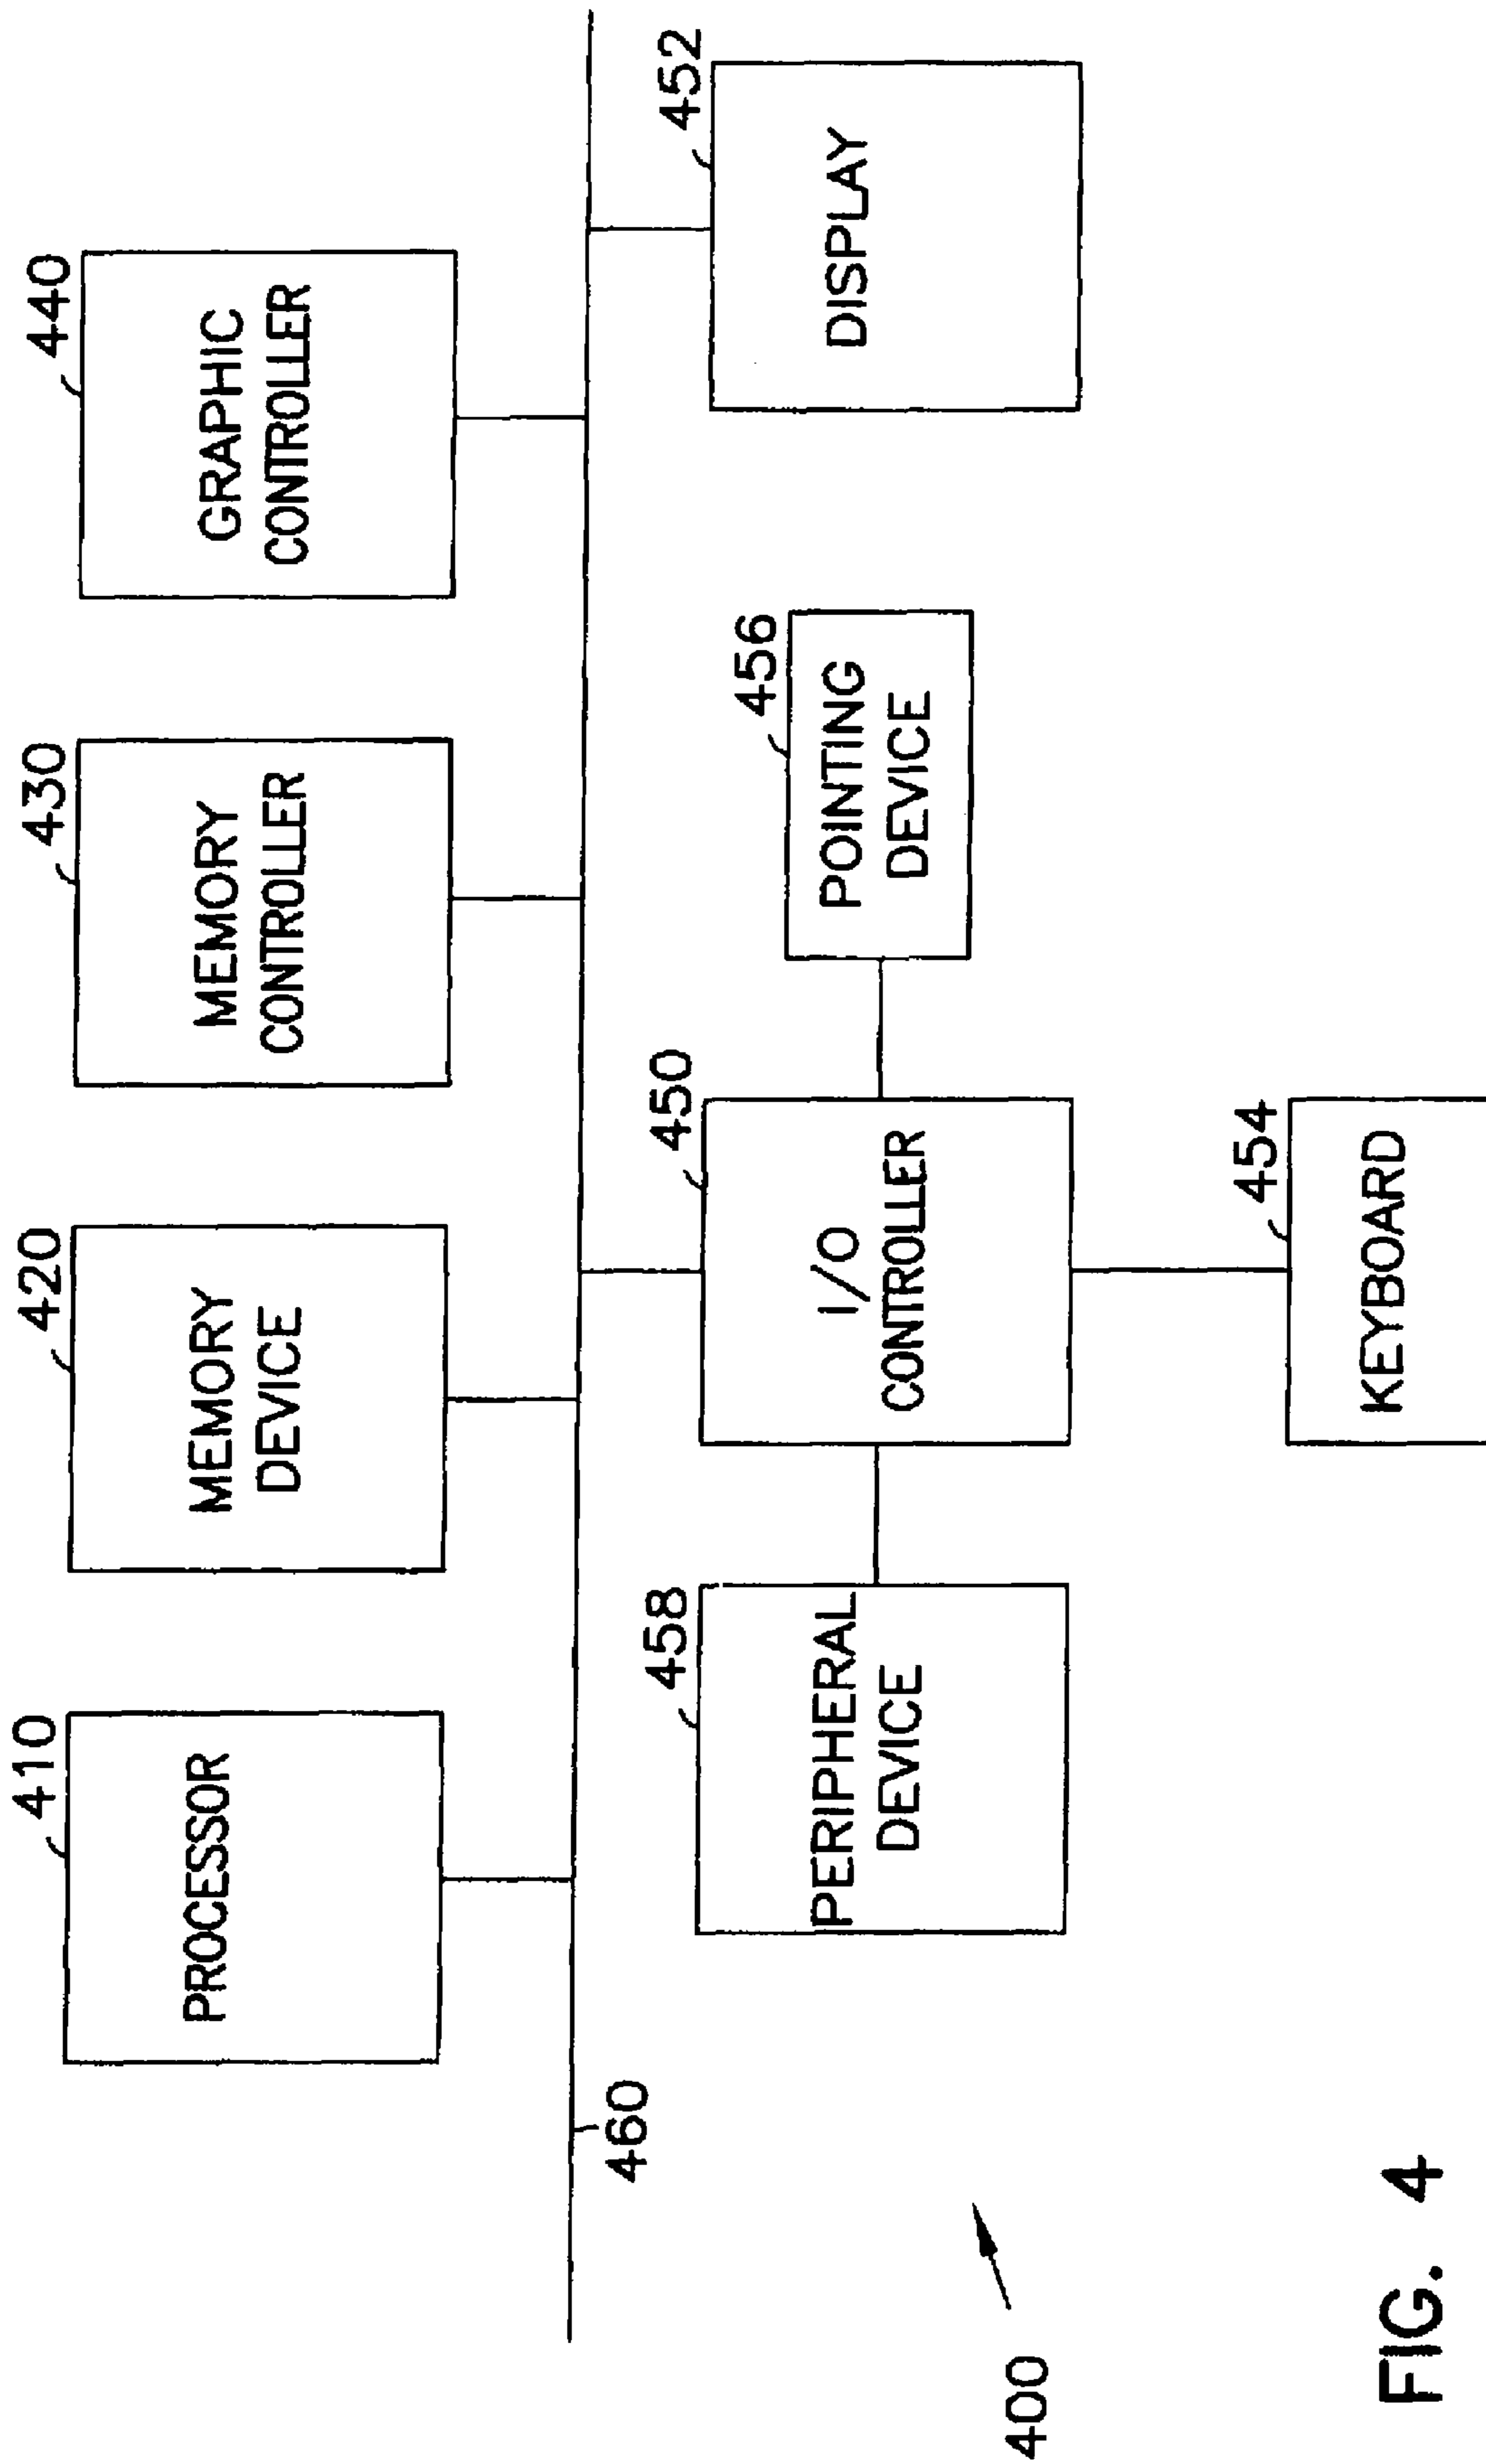 410
PROCESSOR
420
MEMORY
DEVICE
430
MEMORY
CONTROLLER
440
GRAPHIC
CONTROLLER
460
458
PERIPHERAL
DEVICE
450
I/O
CONTROLLER
456
POINTING
DEVICE
452
DISPLAY
400
454
KEYBOARD
FIG. 4